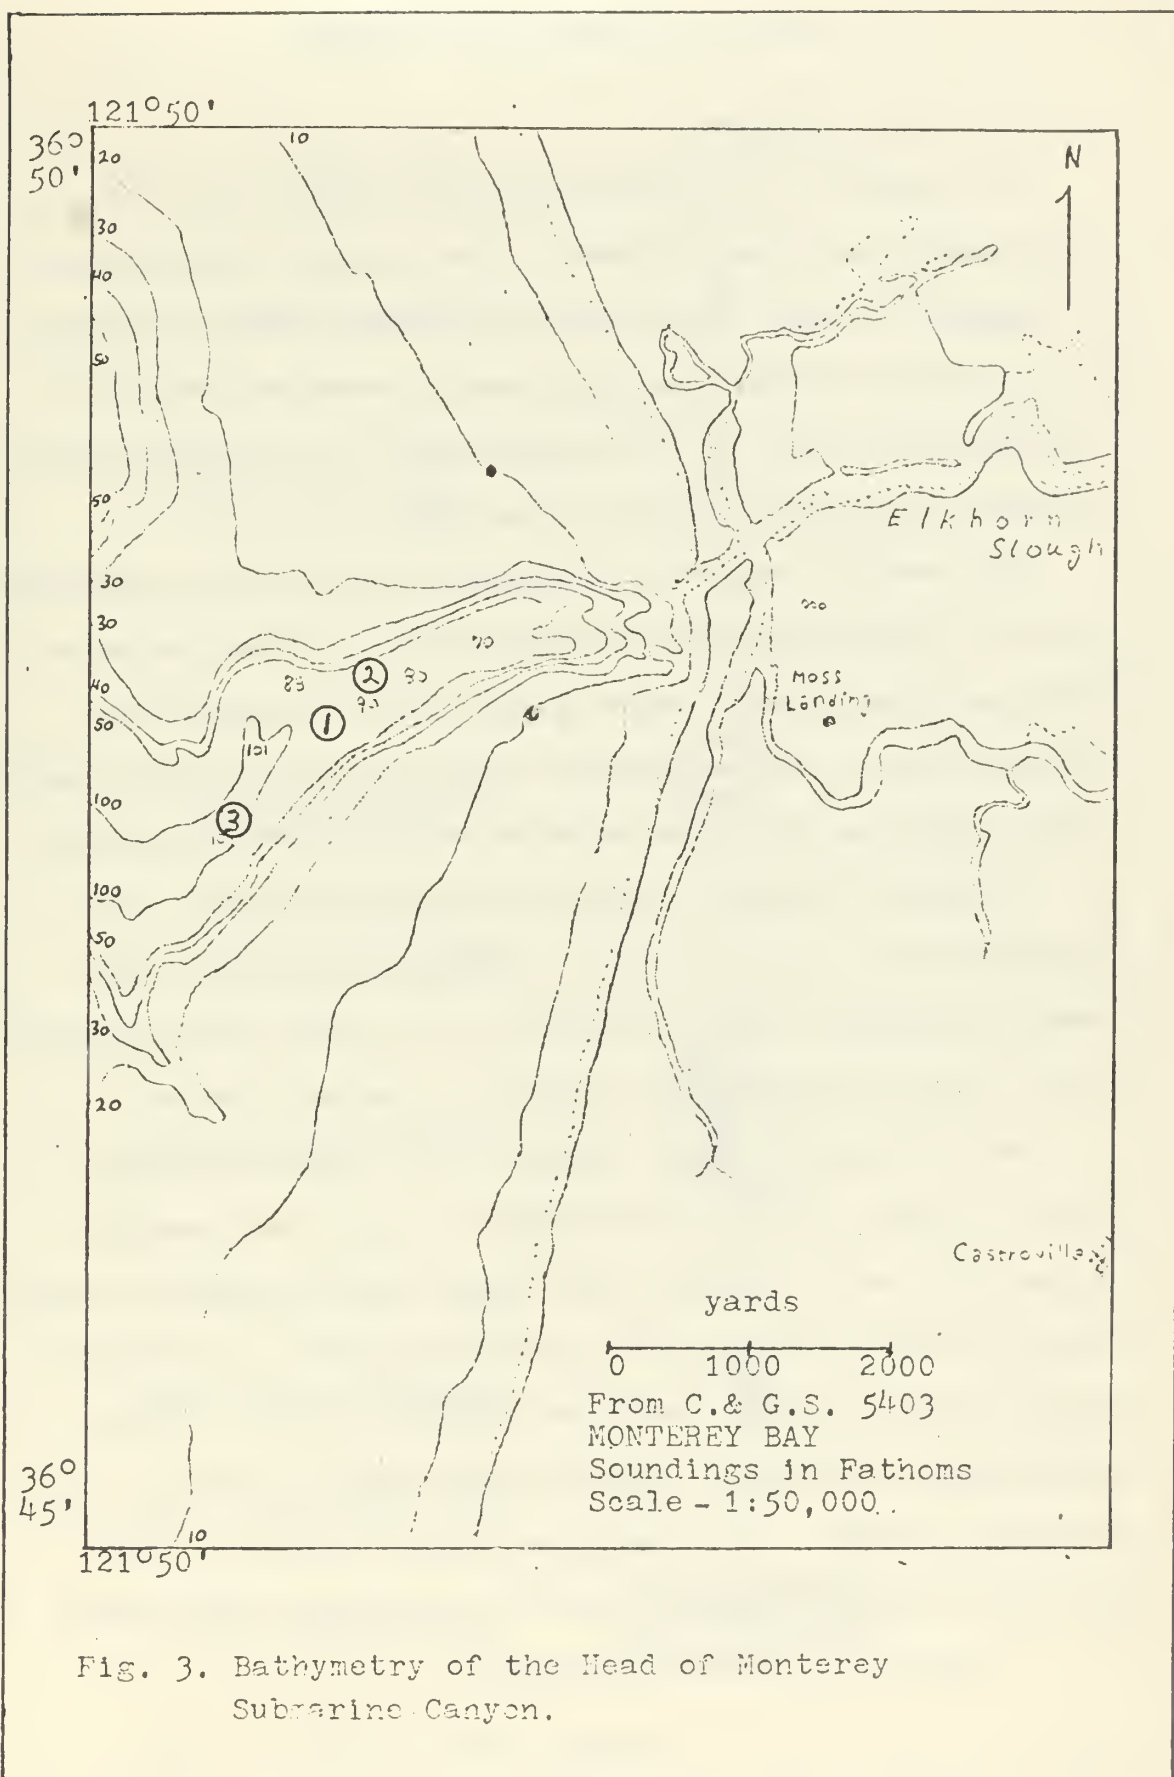 121°50'
36°
50'
10
N
20
30
40
50
50
Elkhorn
Slough
30
30
70
Moss
Landing
2
80
88
90
40
50
1
101
100
3
100
50
30
20
Castroville
yards
0 1000 2000
From C.& G.S. 5403
MONTEREY BAY
Soundings in Fathoms
Scale - 1:50,000.
36°
45'
10
121°50'
Fig. 3. Bathymetry of the Head of Monterey
Submarine Canyon.